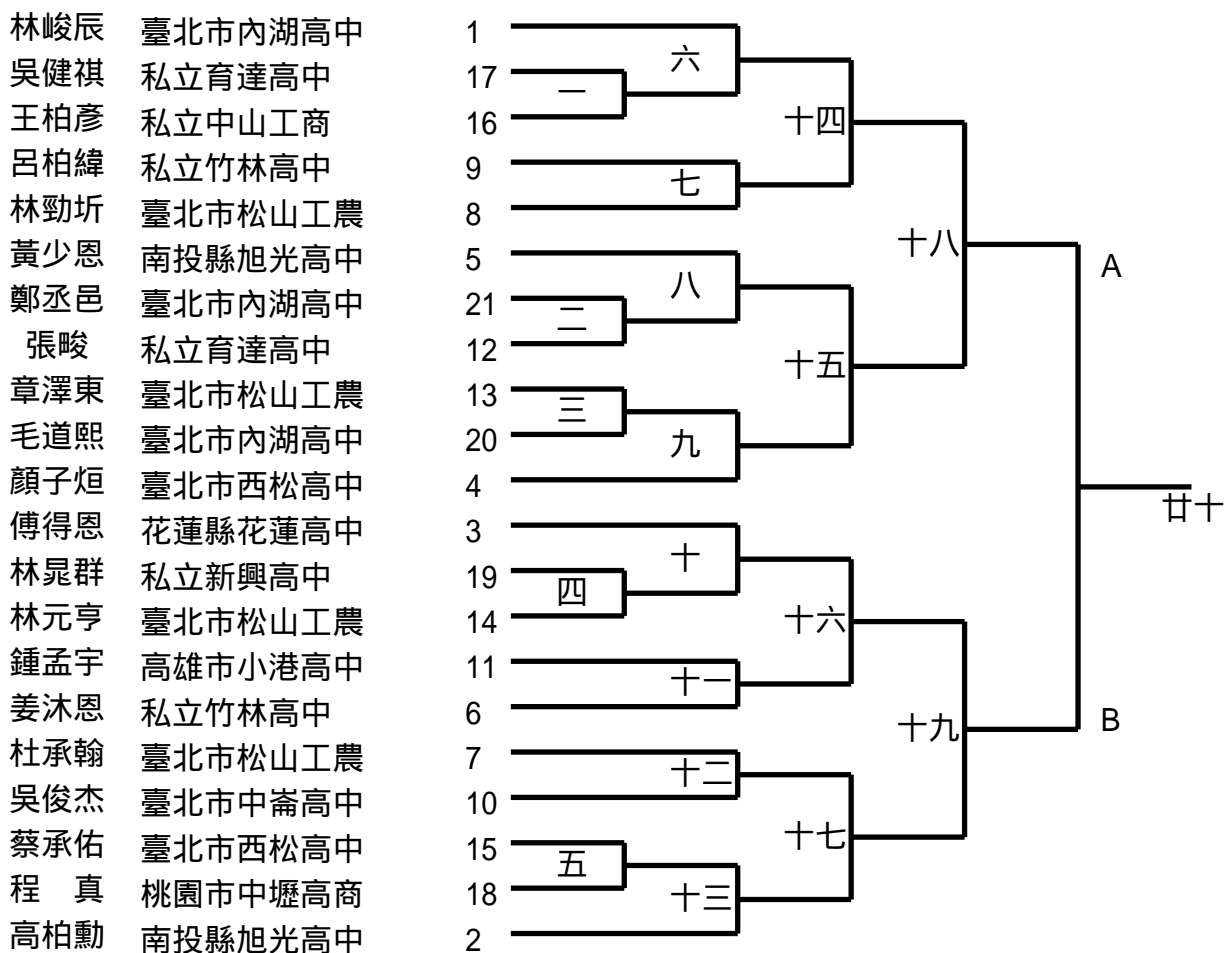 林峻辰 臺北市內湖高中 1
六
吳健祺 私立育達高中 17
一
王柏彥 私立中山工商 16
十四
呂柏緯 私立竹林高中 9
七
林勁圻 臺北市松山工農 8
十八
黃少恩 南投縣旭光高中 5
A
八
鄭丞邑 臺北市內湖高中 21
二
張畯 私立育達高中 12
十五
章澤東 臺北市松山工農 13
三
毛道熙 臺北市內湖高中 20
九
顏子烜 臺北市西松高中 4
廿十
傅得恩 花蓮縣花蓮高中 3
十
林晁群 私立新興高中 19
四
林元亨 臺北市松山工農 14
十六
鍾孟宇 高雄市小港高中 11
十一
姜沐恩 私立竹林高中 6
B
十九
杜承翰 臺北市松山工農 7
十二
吳俊杰 臺北市中崙高中 10
十七
蔡承佑 臺北市西松高中 15
五
程　真 桃園市中壢高商 18
十三
高柏勳 南投縣旭光高中 2